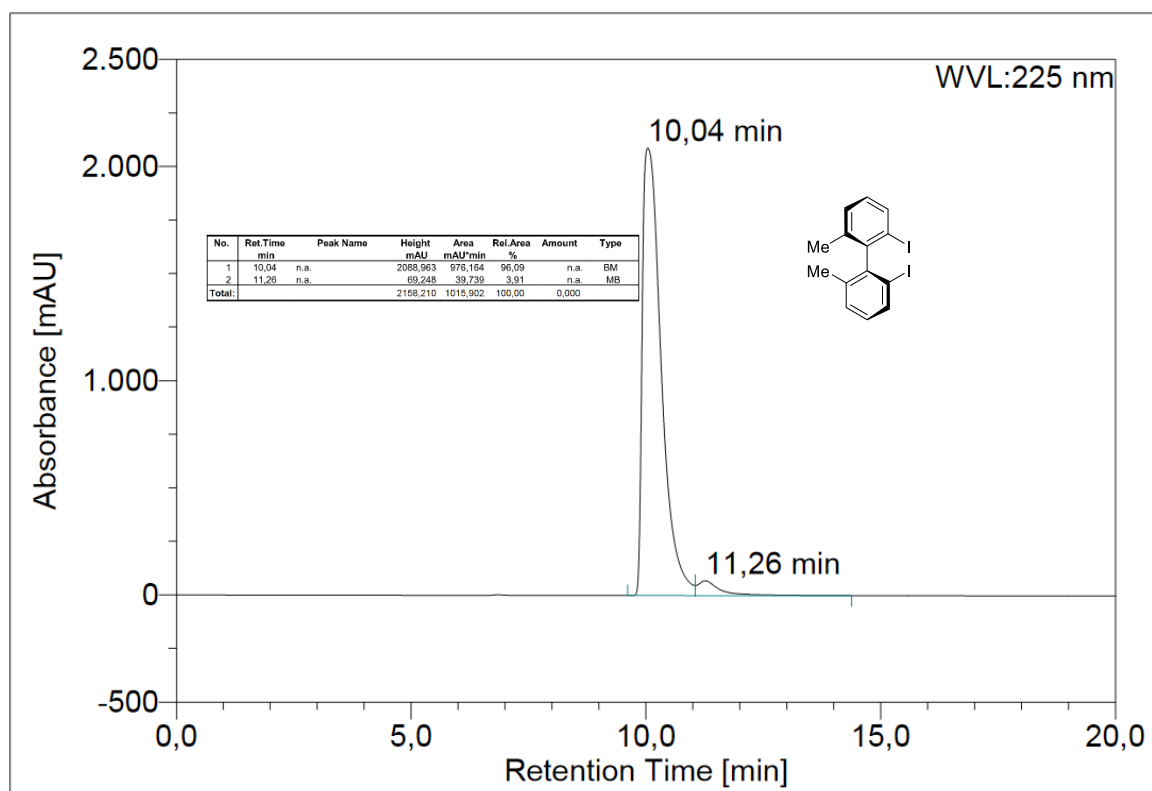 2.500
WVL:225 nm
10,04 min
2.000
No. Ret.Time Peak Name Height Area Rel.Area Amount Type
min mAU mAU*min %
1 10,04 n.a. 2088,963 976,164 96,09 n.a. BM
2 11,26 n.a. 69,248 39,739 3,91 n.a. MB
Total: 2158,210 1015,902 100,00 0,000
Me I
Me I
1.000
Absorbance [mAU]
11,26 min
0
-500
0,0 5,0 10,0 15,0 20,0
Retention Time [min]